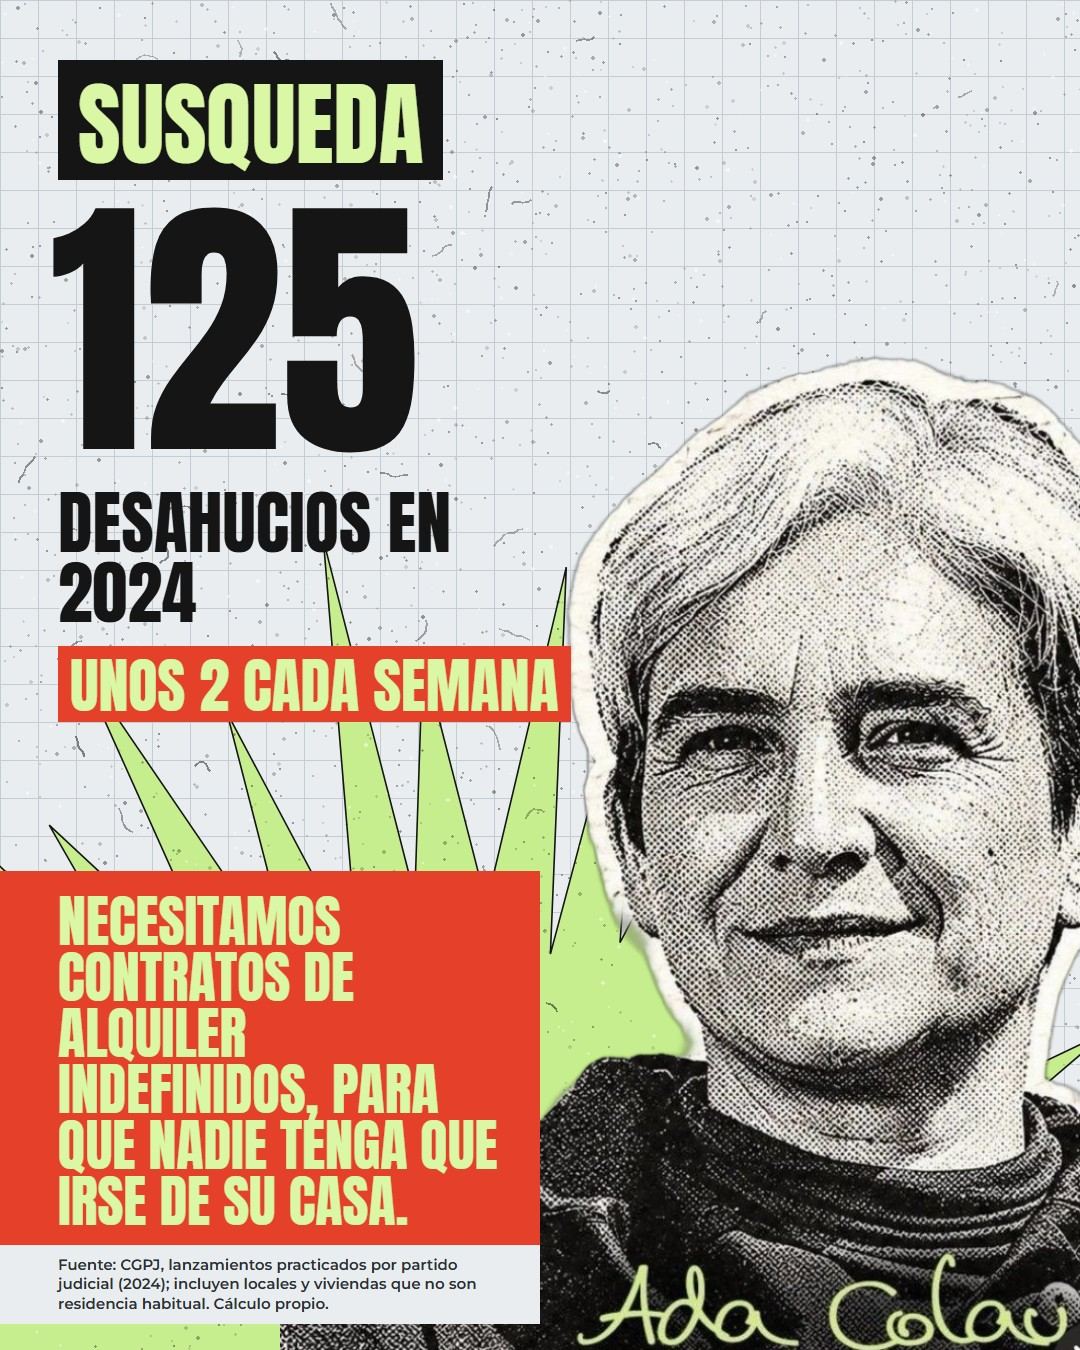 SUSQUEDA
125
DESAHUCIOS EN
2024
UNOS 2 CADA SEMANA
NECESITAMOS
CONTRATOS DE
ALQUILER
INDEFINIDOS, PARA
QUE NADIE TENGA QUE
IRSE DE SU CASA.
Fuente: CGPJ, lanzamientos practicados por partido
judicial (2024); incluyen locales y viviendas que no son
residencia habitual. Cálculo propio.
Ada Colau